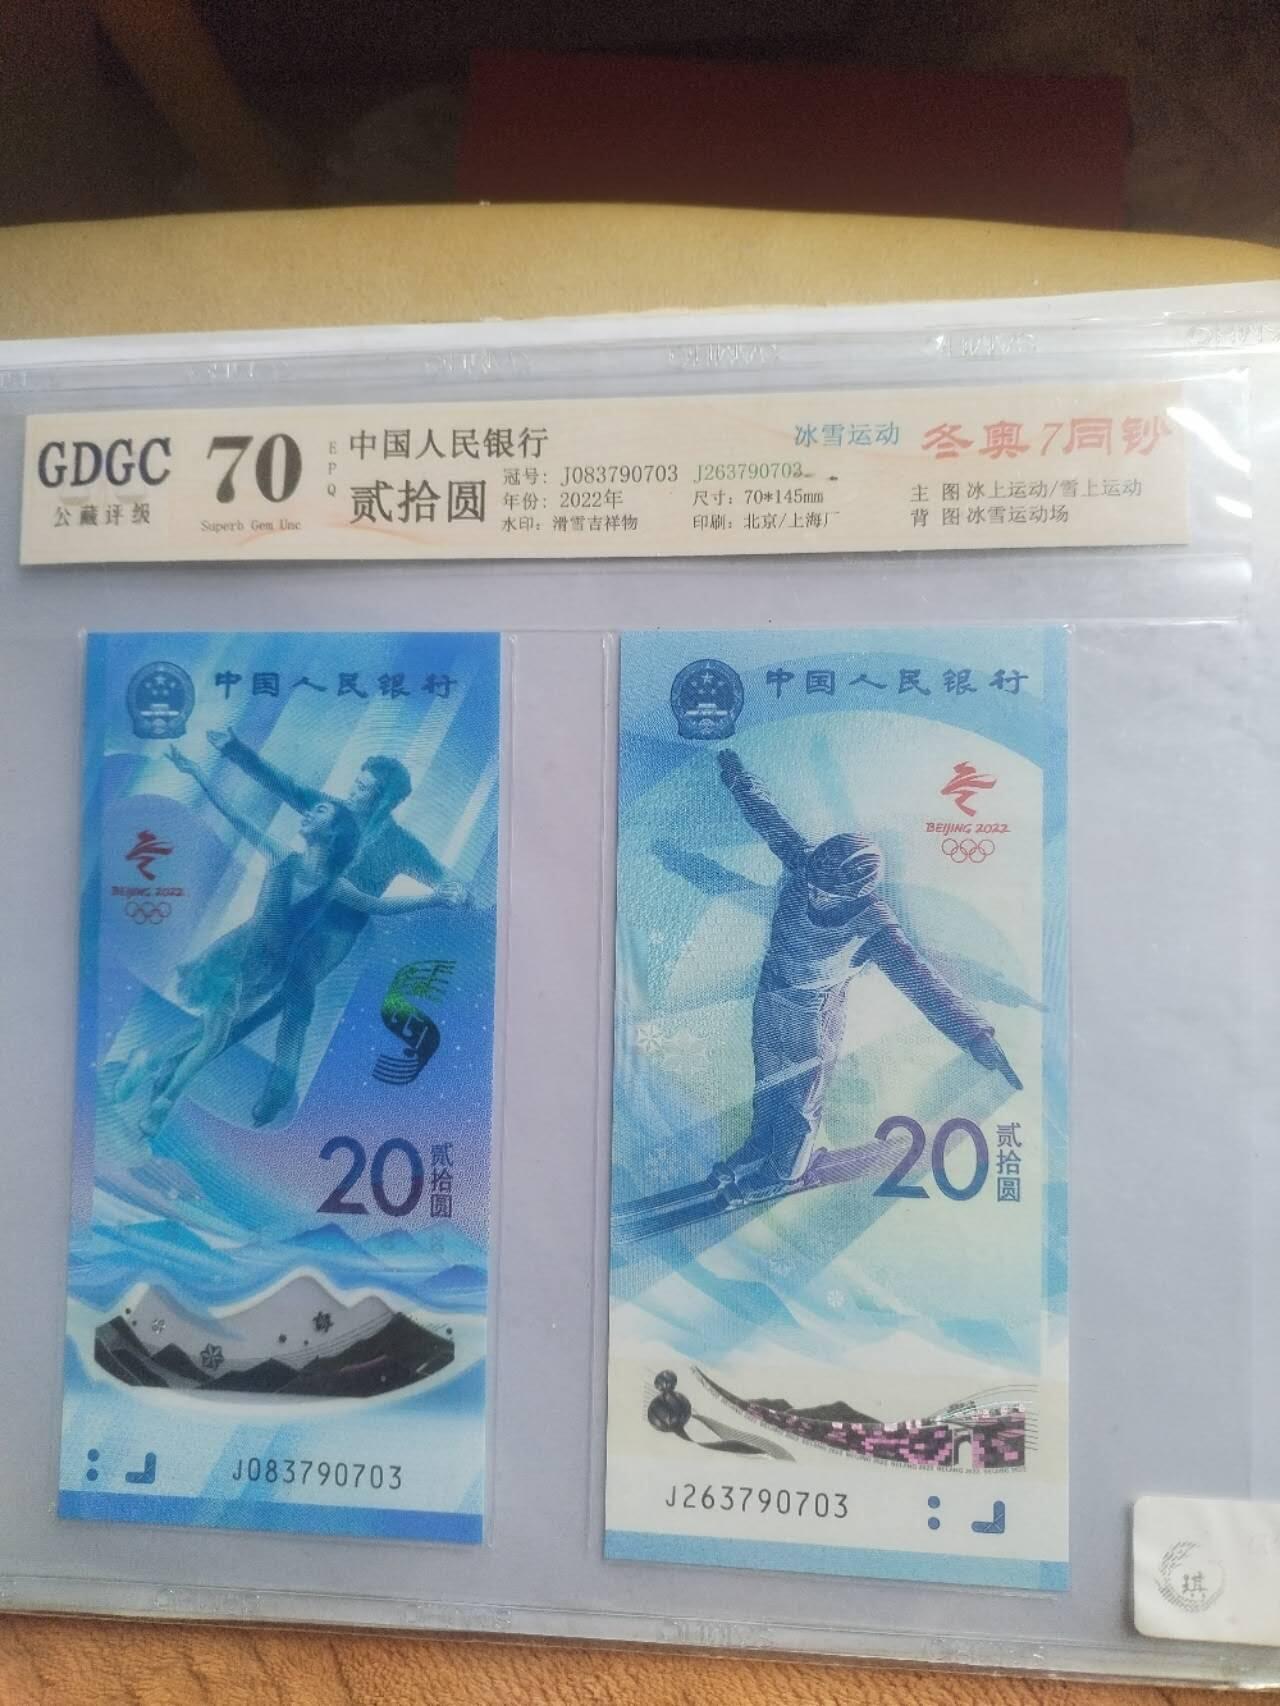 GDGC
公藏评级
70
Superb Gem Unc
EPQ
中国人民银行
贰拾圆
冠号: J083790703 J263790703
年份: 2022年
尺寸: 70*145mm
水印: 滑雪吉祥物
印刷: 北京/上海厂
冰雪运动
冬奥7同钞
主 图 冰上运动/雪上运动
背 图 冰雪运动场
中国人民银行
BEIJING 2022
20
贰拾圆
J083790703
中国人民银行
BEIJING 2022
20
贰拾圆
J263790703
琪